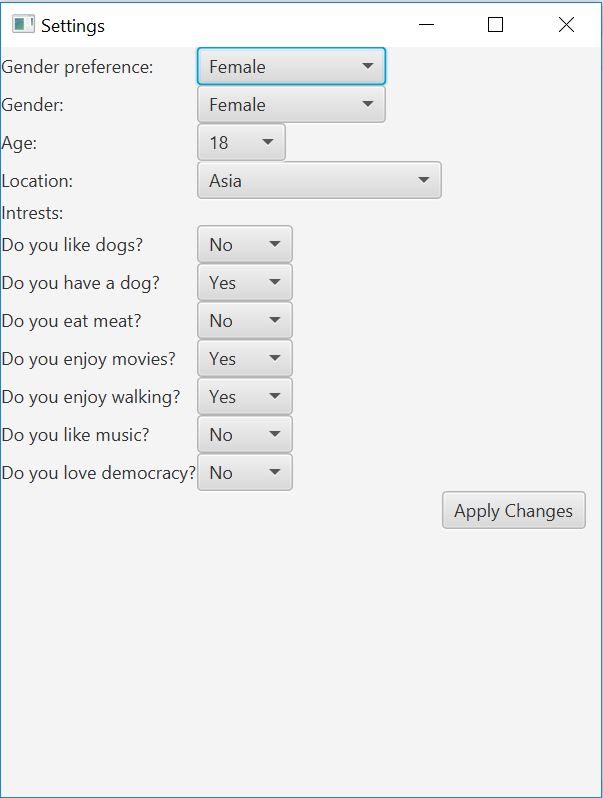 Settings
Gender preference: Female
Gender: Female
Age: 18
Location: Asia
Intrests:
Do you like dogs? No
Do you have a dog? Yes
Do you eat meat? No
Do you enjoy movies? Yes
Do you enjoy walking? Yes
Do you like music? No
Do you love democracy? No
Apply Changes